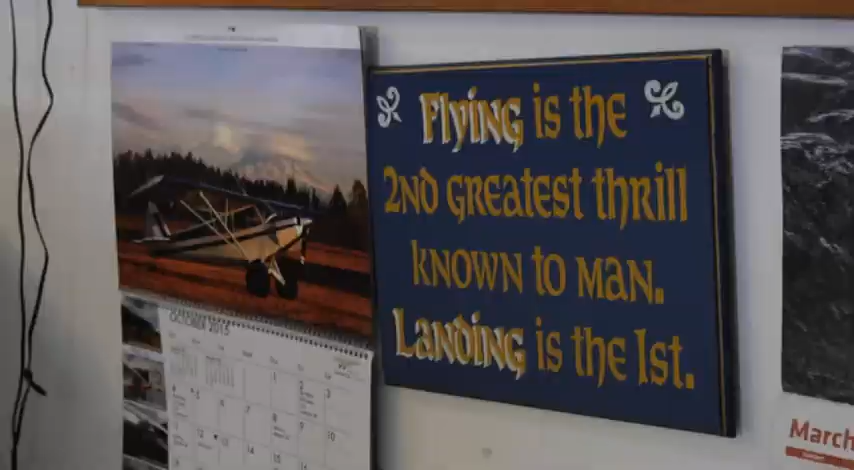 Flying is the
2nd greatest thrill
known to man.
Landing is the 1st.
OCTOBER 2015
March